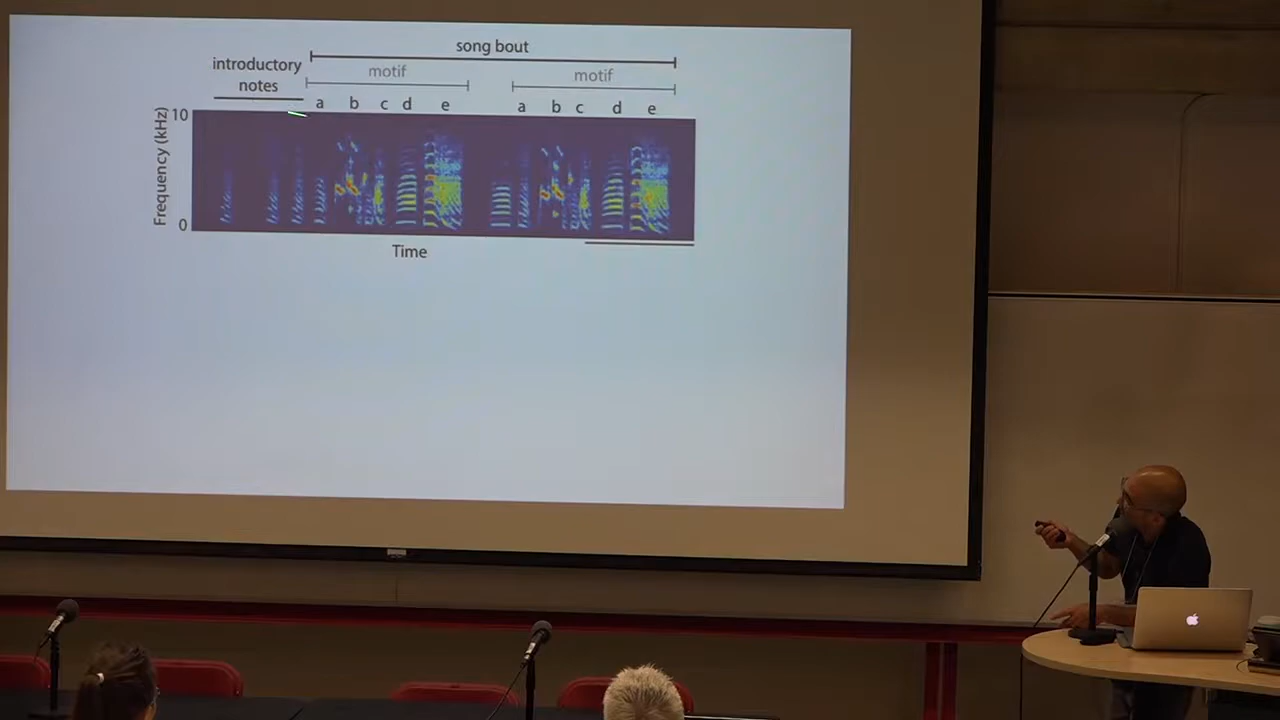 song bout
introductory
notes
motif
motif
a b c d e
a b c d e
10
Frequency (kHz)
0
Time